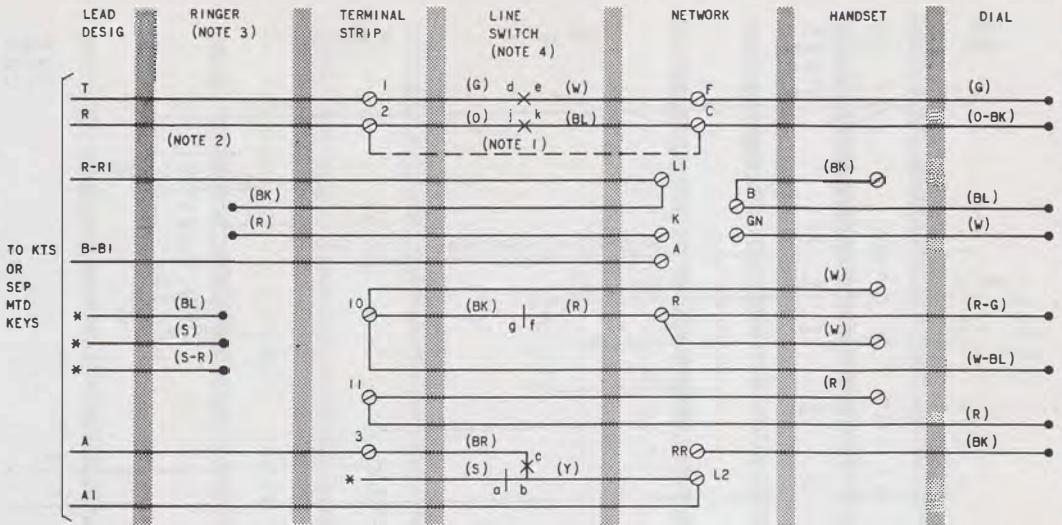 LEAD DESIG
RINGER (NOTE 3)
TERMINAL STRIP
LINE SWITCH (NOTE 4)
NETWORK
HANDSET
DIAL
T
1
(G)
d
e
(W)
F
(G)
R
2
(O)
j
k
(BL)
C
(O-BK)
(NOTE 2)
(NOTE 1)
R-R1
L1
(BK)
(BK)
B
(BL)
(R)
K
GN
(W)
B-B1
A
TO KTS
OR
SEP
MTD
KEYS
(W)
*
(BL)
10
(BK)
g
f
(R)
R
(R-G)
*
(S)
(W)
*
(S-R)
(W-BL)
11
(R)
(R)
A
3
(BR)
c
RR
(BK)
*
(S)
a
b
(Y)
L2
A1